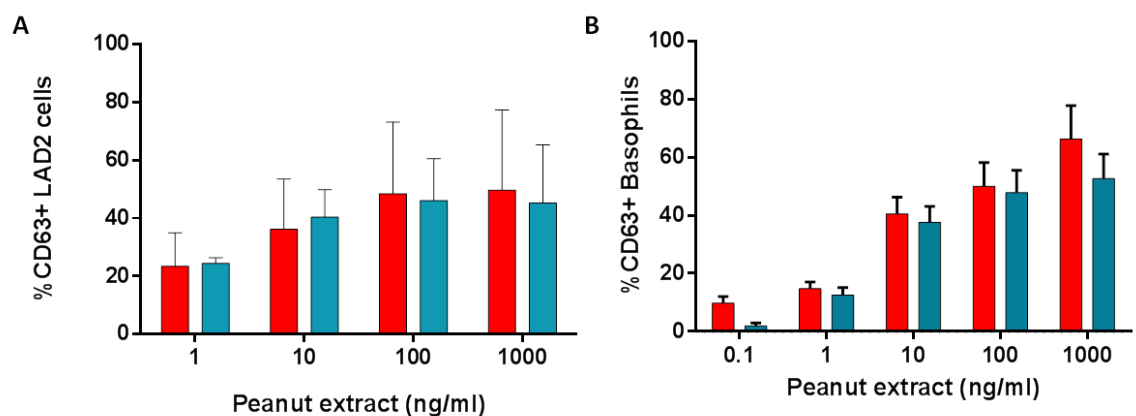 A
% CD63+ LAD2 cells
100
80
60
40
20
0
1 10 100 1000
Peanut extract (ng/ml)
B
% CD63+ Basophils
100
80
60
40
20
0
0.1 1 10 100 1000
Peanut extract (ng/ml)